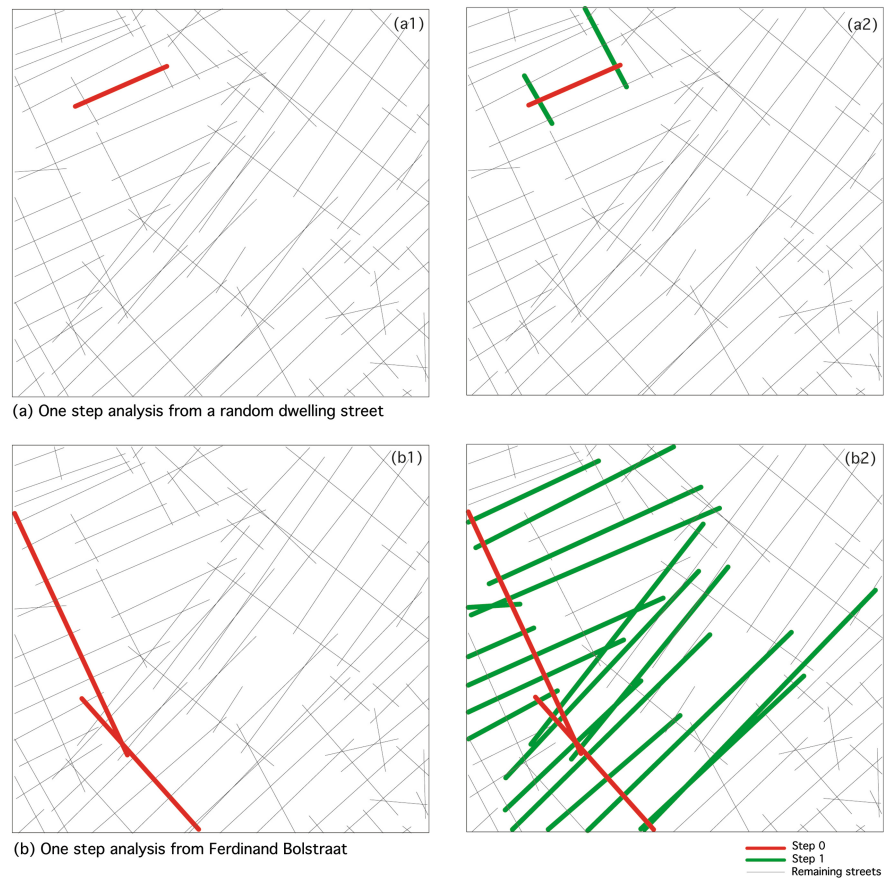 (a1)
(a2)
(a) One step analysis from a random dwelling street
(b1)
(b2)
(b) One step analysis from Ferdinand Bolstraat
Step 0
Step 1
Remaining streets